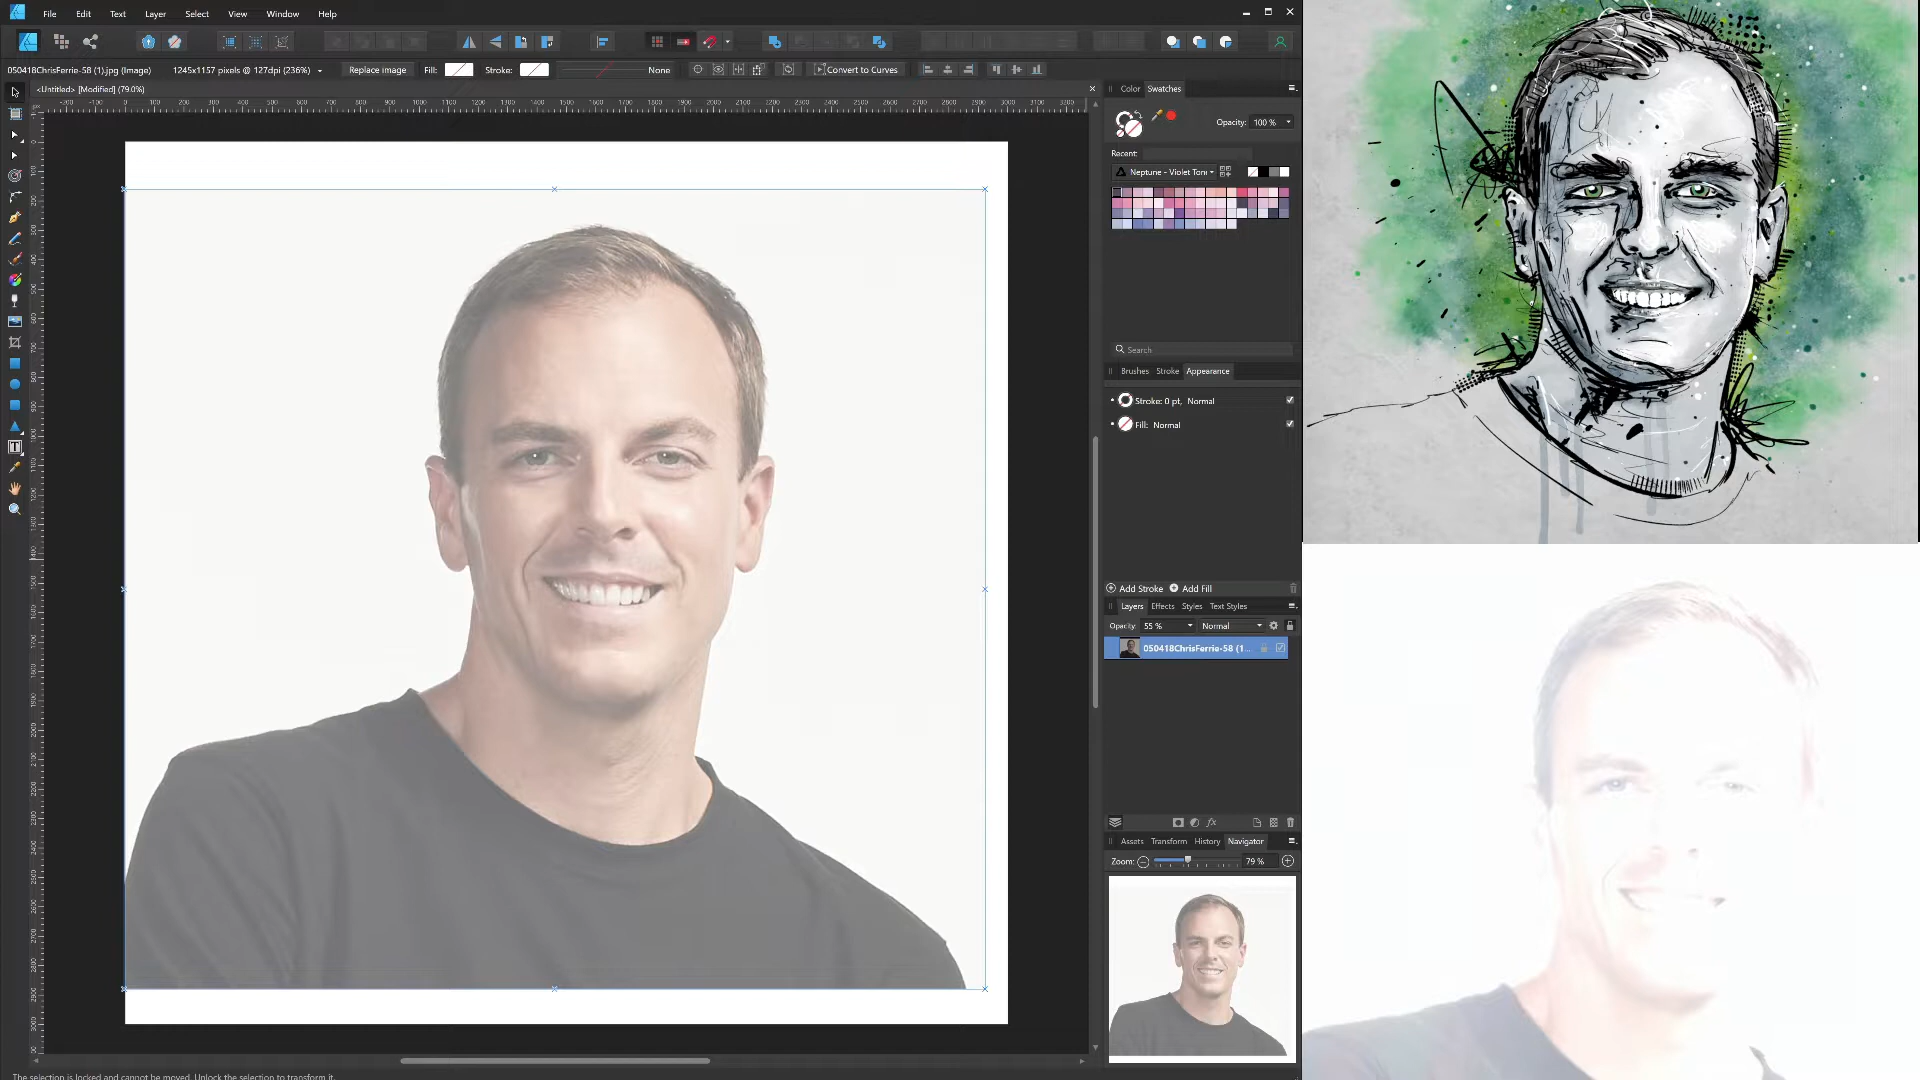 File Edit Text Layer Select View Window Help
050418ChrisFerrie-58 (1).jpg (Image) 1245x1157 pixels @ 127dpi (236%) Replace image Fill: Stroke: None Convert to Curves
<Untitled> [Modified] (79.0%)
Color Swatches
Opacity: 100 %
Recent:
Neptune - Violet Ton
Search
Brushes Stroke Appearance
Stroke: 0 pt, Normal
Fill: Normal
Add Stroke Add Fill
Layers Effects Styles Text Styles
Opacity: 55 % Normal
050418ChrisFerrie-58 (1...
Assets Transform History Navigator
Zoom: 79 %
The selection is locked and cannot be moved. Unlock the selection to transform it.